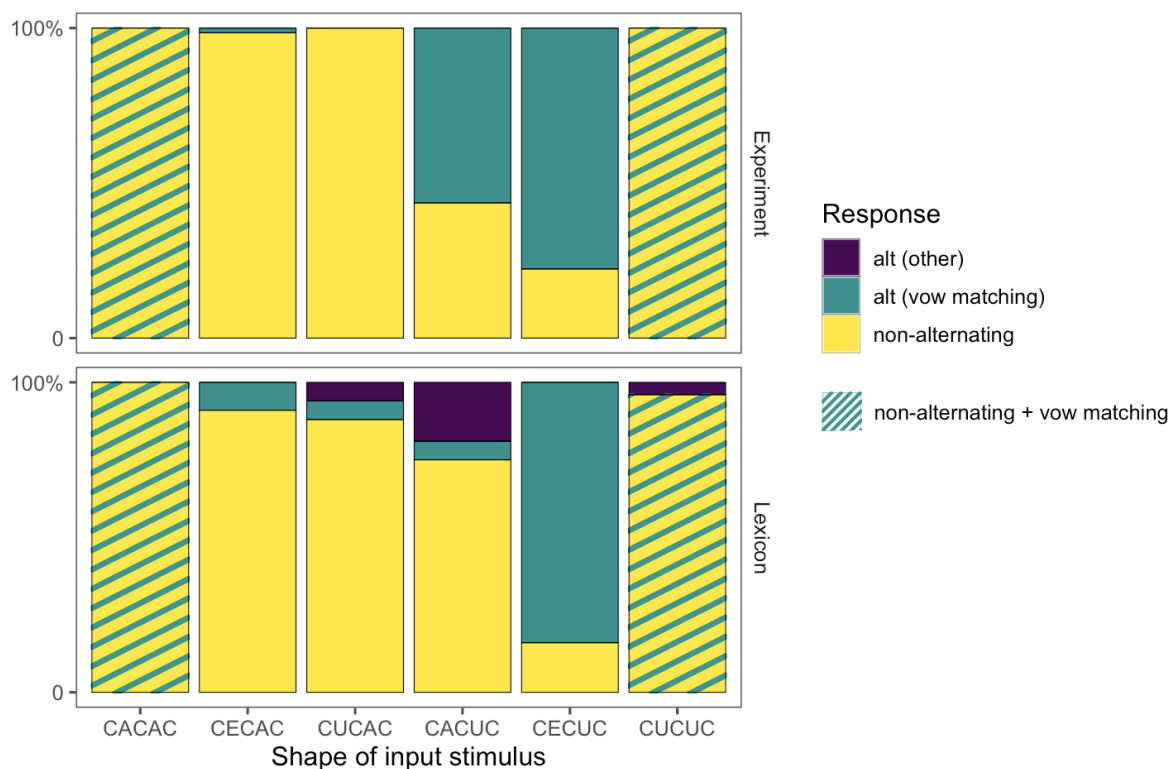 100%
0
Experiment
100%
0
Lexicon
CACAC CECAC CUCAC CACUC CECUC CUCUC
Shape of input stimulus
Response
alt (other)
alt (vow matching)
non-alternating
non-alternating + vow matching